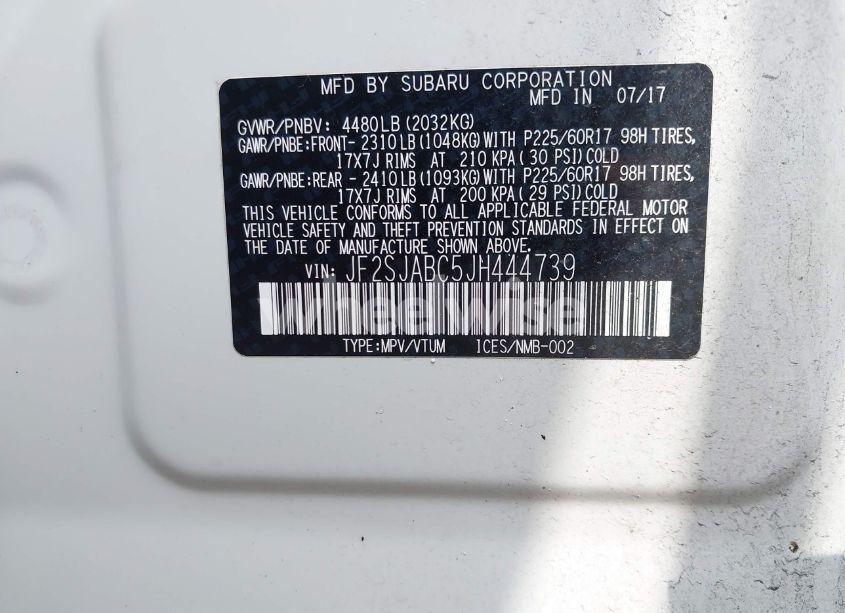 MFD BY SUBARU CORPORATION
MFD IN 07/17
GVWR/PNBV: 4480LB (2032KG)
GAWR/PNBE:FRONT- 2310LB (1048KG) WITH P225/60R17 98H TIRES,
17X7J RIMS AT 210 KPA (30 PSI) COLD
GAWR/PNBE:REAR - 2410LB (1093KG) WITH P225/60R17 98H TIRES,
17X7J RIMS AT 200 KPA (29 PSI) COLD
THIS VEHICLE CONFORMS TO ALL APPLICABLE FEDERAL MOTOR
VEHICLE SAFETY AND THEFT PREVENTION STANDARDS IN EFFECT ON
THE DATE OF MANUFACTURE SHOWN ABOVE.
VIN: JF2SJABC5JH444739
wheelwise
TYPE:MPV/VTUM ICES/NMB-002